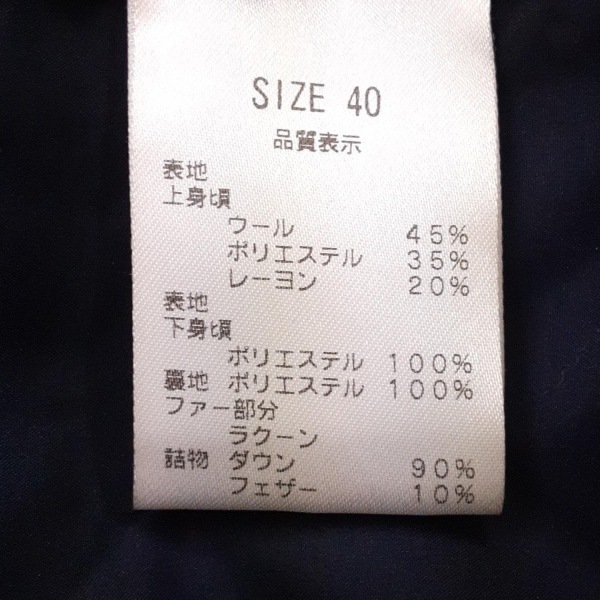 SIZE 40
品質表示
表地
上身頃
ウール 45%
ポリエステル 35%
レーヨン 20%
表地
下身頃
ポリエステル 100%
裏地 ポリエステル 100%
ファー部分
ラクーン
詰物 ダウン 90%
フェザー 10%